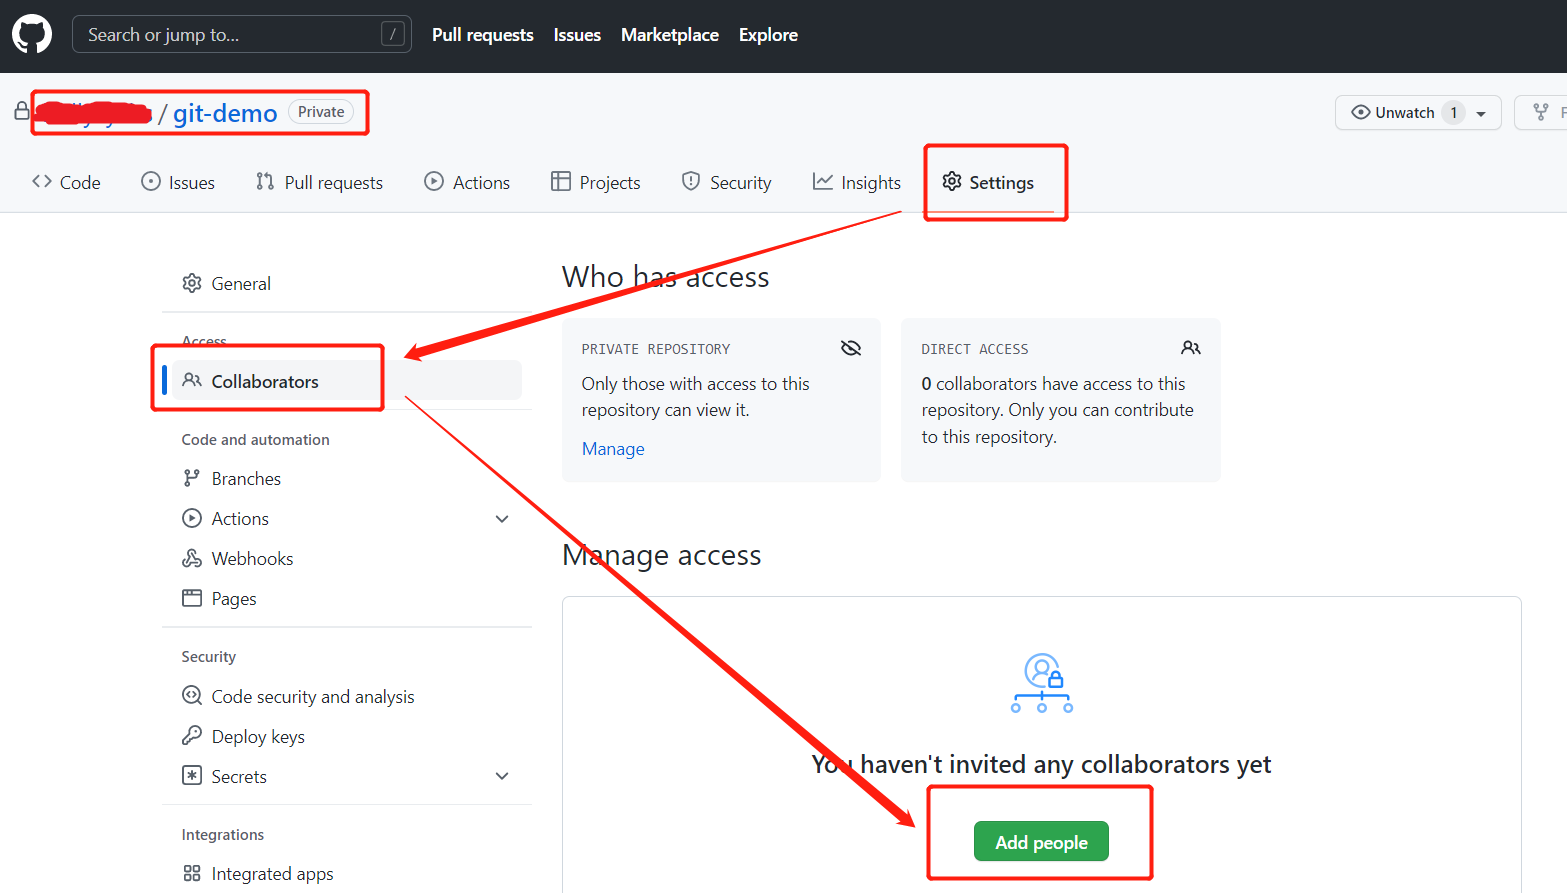 Search or jump to... / Pull requests Issues Marketplace Explore
/ git-demo Private Unwatch 1
Code Issues Pull requests Actions Projects Security Insights Settings
General
Access
Collaborators
Code and automation
Branches
Actions
Webhooks
Pages
Security
Code security and analysis
Deploy keys
Secrets
Integrations
Integrated apps
Who has access
PRIVATE REPOSITORY
Only those with access to this
repository can view it.
Manage
DIRECT ACCESS
0 collaborators have access to this
repository. Only you can contribute
to this repository.
Manage access
You haven't invited any collaborators yet
Add people